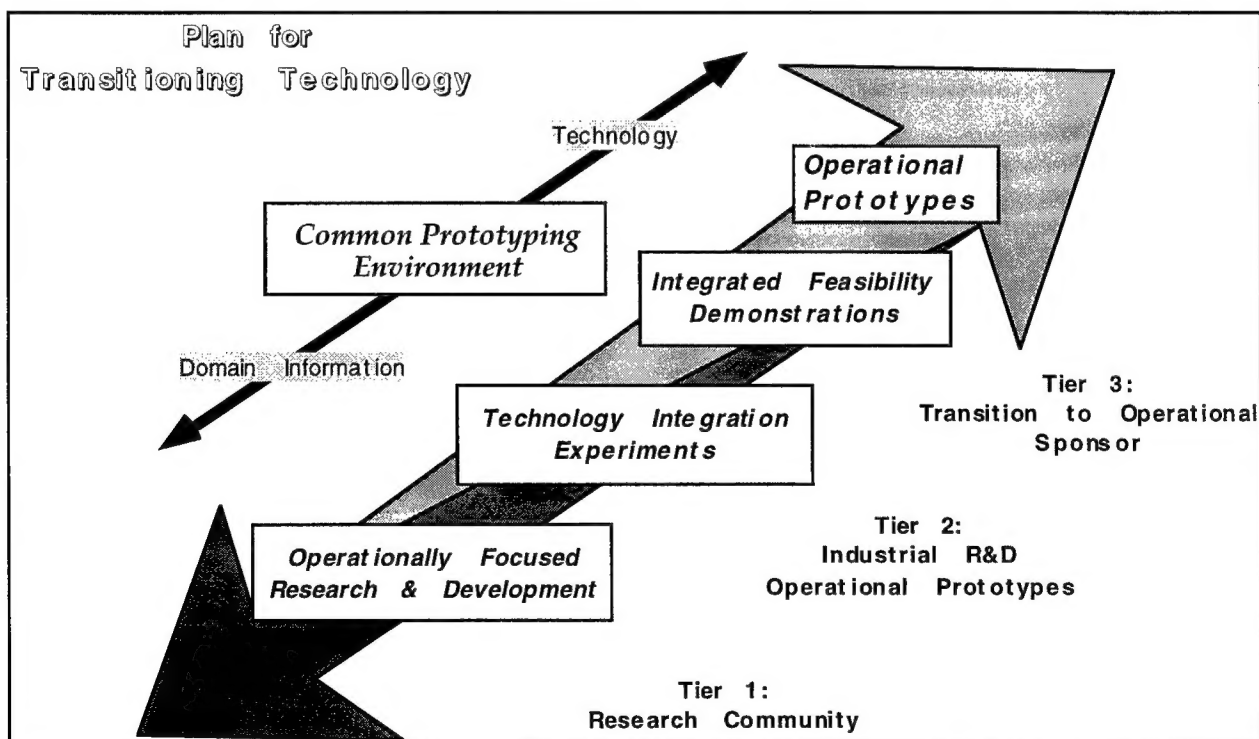 Plan for
Transitioning Technology
Technology
Operational
Prototypes
Common Prototyping
Environment
Integrated Feasibility
Demonstrations
Domain Information
Tier 3:
Transition to Operational
Sponsor
Technology Integration
Experiments
Tier 2:
Industrial R&D
Operational Prototypes
Operationally Focused
Research & Development
Tier 1:
Research Community